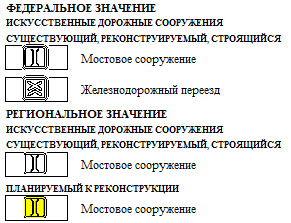 ФЕДЕРАЛЬНОЕ ЗНАЧЕНИЕ
ИСКУССТВЕННЫЕ ДОРОЖНЫЕ СООРУЖЕНИЯ
СУЩЕСТВУЮЩИЙ, РЕКОНСТРУИРУЕМЫЙ, СТРОЯЩИЙСЯ
Мостовое сооружение
Железнодорожный переезд
РЕГИОНАЛЬНОЕ ЗНАЧЕНИЕ
ИСКУССТВЕННЫЕ ДОРОЖНЫЕ СООРУЖЕНИЯ
СУЩЕСТВУЮЩИЙ, РЕКОНСТРУИРУЕМЫЙ, СТРОЯЩИЙСЯ
Мостовое сооружение
ПЛАНИРУЕМЫЙ К РЕКОНСТРУКЦИИ
Мостовое сооружение